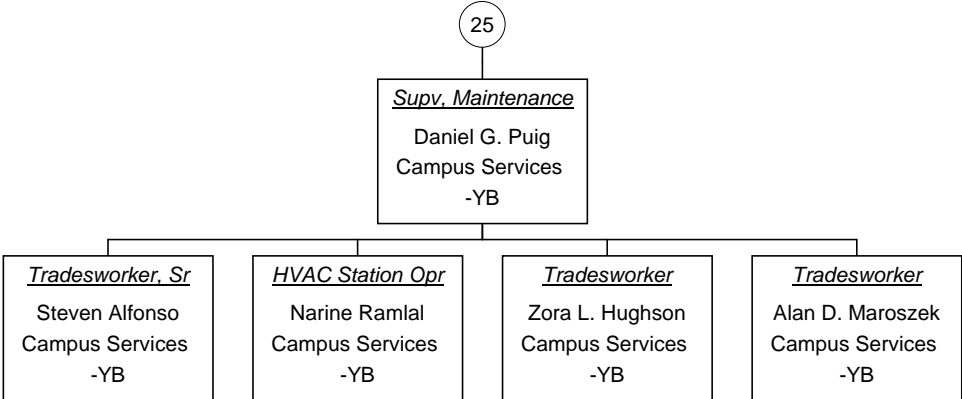 25
Supv, Maintenance
Daniel G. Puig
Campus Services
-YB
Tradesworker, Sr
Steven Alfonso
Campus Services
-YB
HVAC Station Opr
Narine Ramlal
Campus Services
-YB
Tradesworker
Zora L. Hughson
Campus Services
-YB
Tradesworker
Alan D. Maroszek
Campus Services
-YB